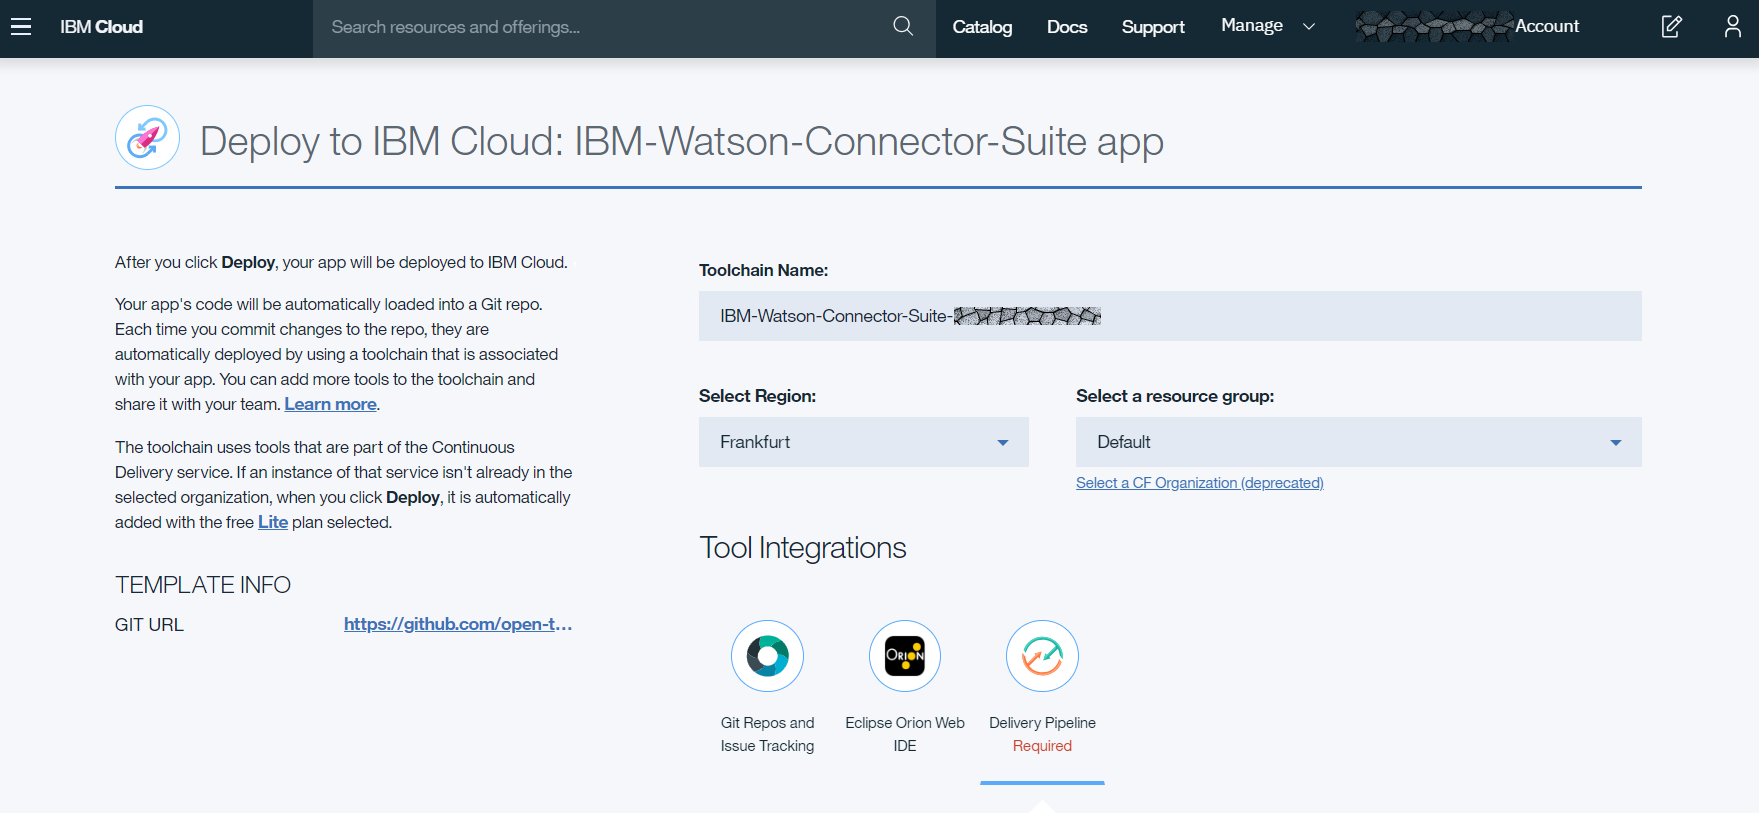 IBM Cloud
Search resources and offerings...
Catalog
Docs
Support
Manage
Account
Deploy to IBM Cloud: IBM-Watson-Connector-Suite app
After you click Deploy, your app will be deployed to IBM Cloud.
Your app's code will be automatically loaded into a Git repo.
Each time you commit changes to the repo, they are
automatically deployed by using a toolchain that is associated
with your app. You can add more tools to the toolchain and
share it with your team. Learn more.
The toolchain uses tools that are part of the Continuous
Delivery service. If an instance of that service isn't already in the
selected organization, when you click Deploy, it is automatically
added with the free Lite plan selected.
TEMPLATE INFO
GIT URL
https://github.com/open-t...
Toolchain Name:
IBM-Watson-Connector-Suite-
Select Region:
Frankfurt
Select a resource group:
Default
Select a CF Organization (deprecated)
Tool Integrations
Git Repos and
Issue Tracking
ORION
Eclipse Orion Web
IDE
Delivery Pipeline
Required